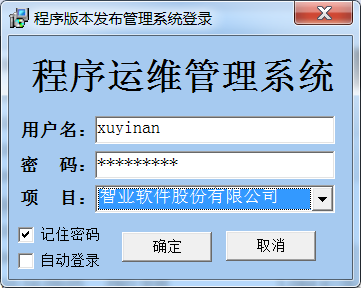 程序版本发布管理系统登录
程序运维管理系统
用户名： xuyinan
密　码： *********
项　目： 智业软件股份有限公司
记住密码
自动登录
确定
取消